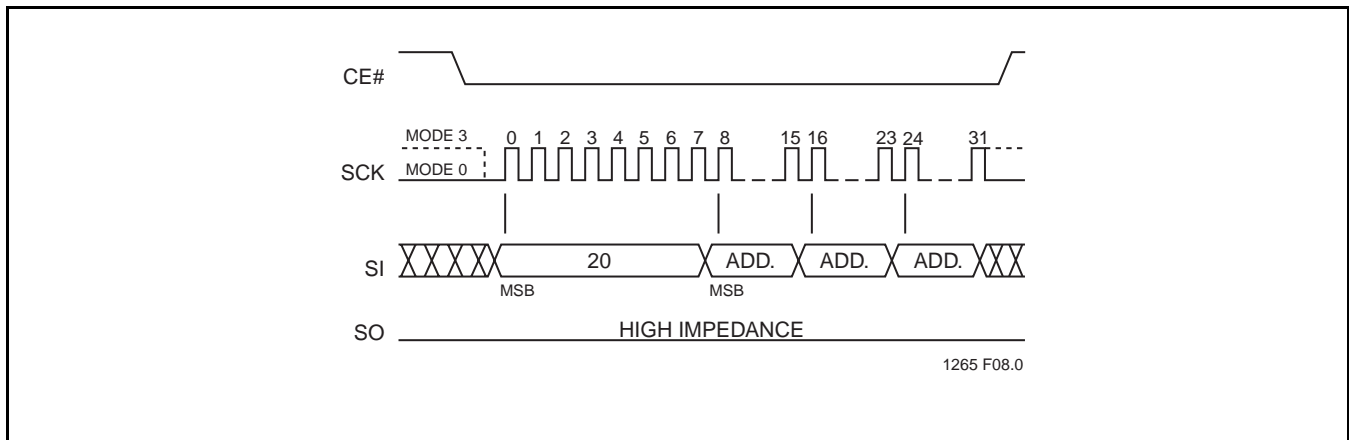 CE#
MODE 3
0 1 2 3 4 5 6 7 8 15 16 23 24 31
SCK
MODE 0
SI
20 ADD. ADD. ADD.
MSB MSB
SO
HIGH IMPEDANCE
1265 F08.0